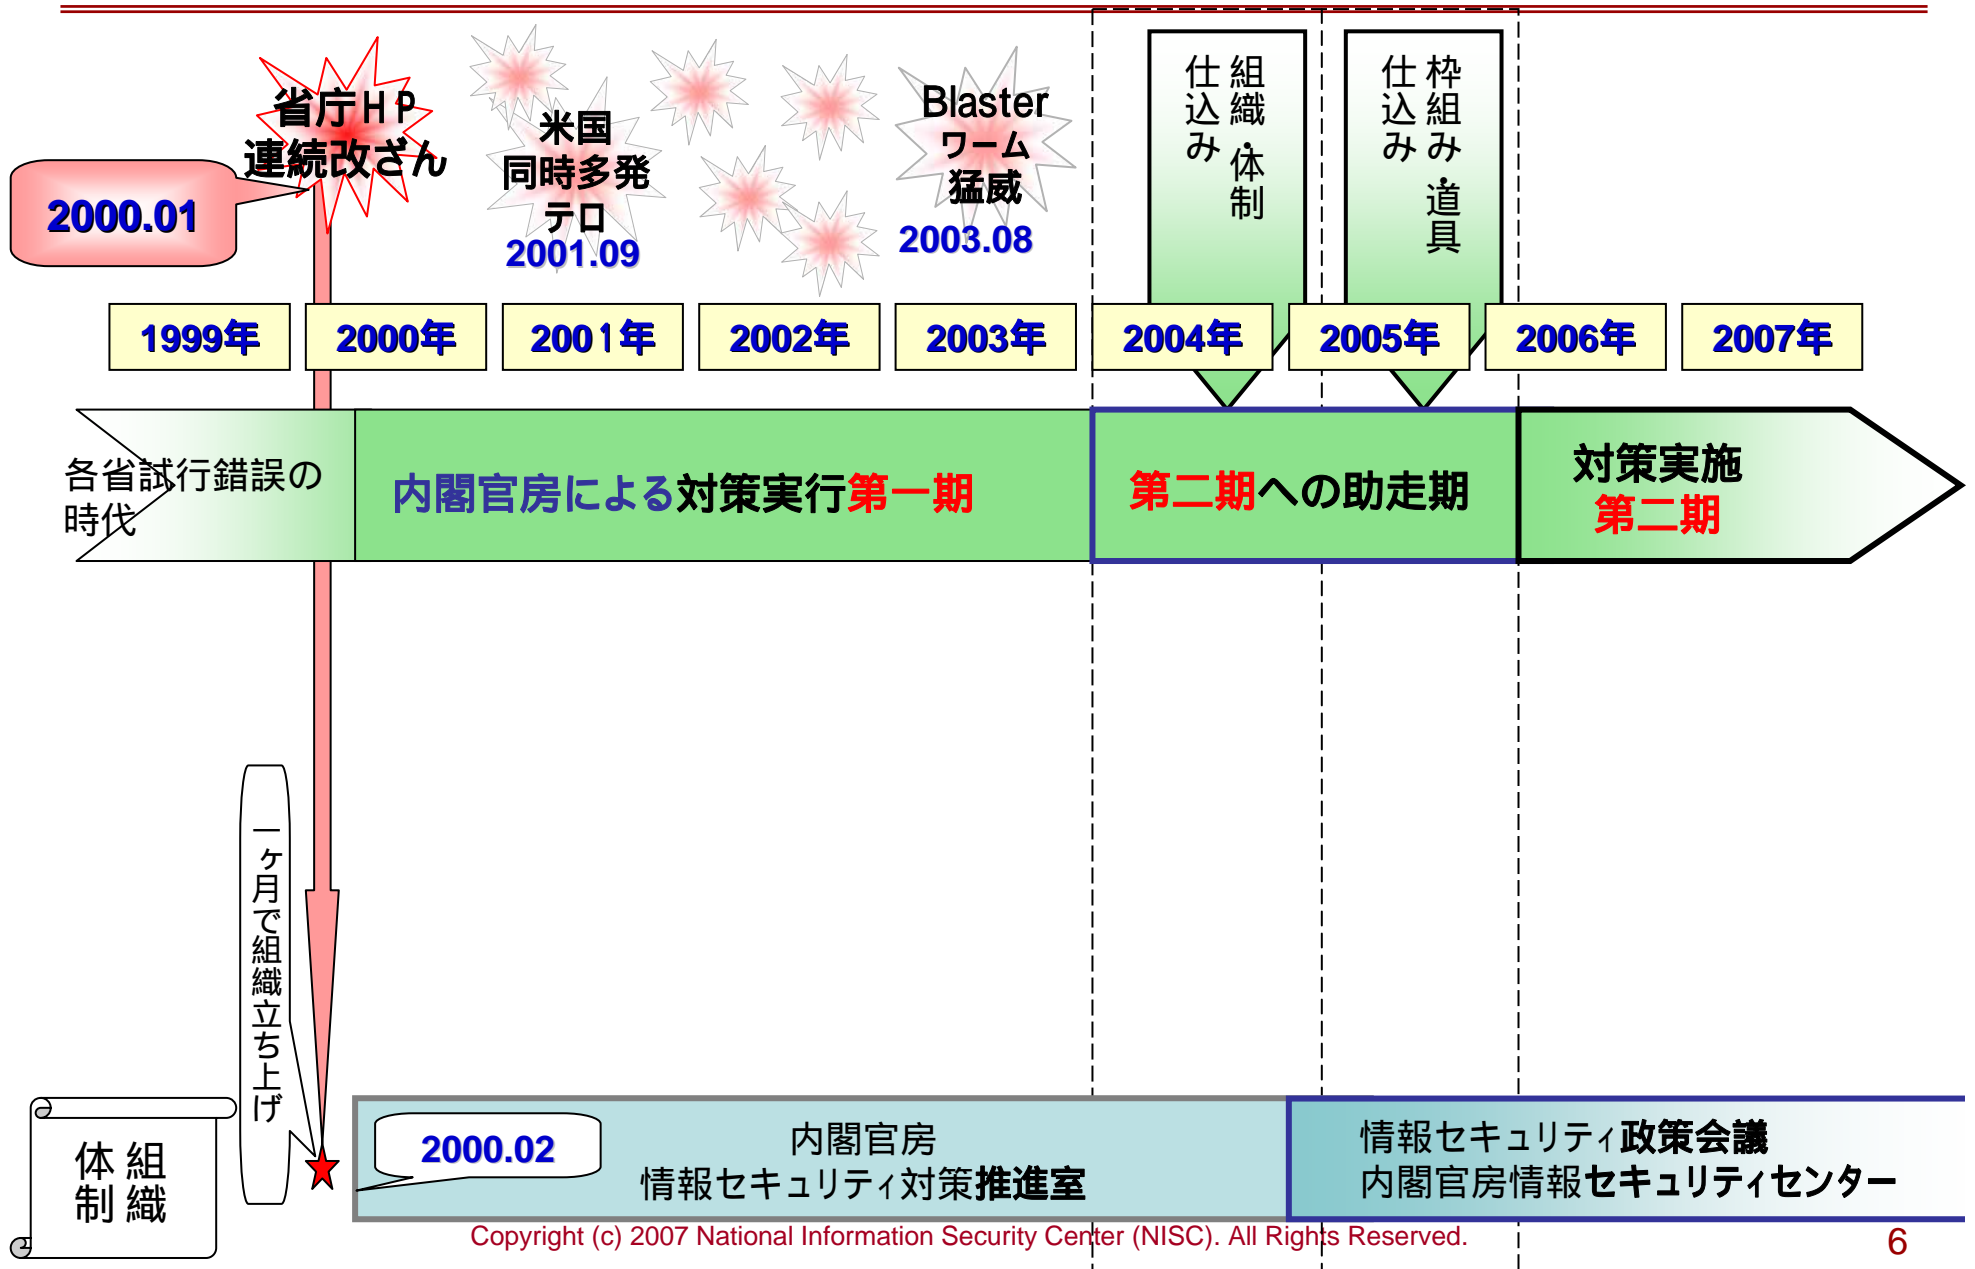 省庁ＨＰ
連続改ざん
2000.01
米国
同時多発
テロ
2001.09
Blaster
ワーム
猛威
2003.08
組織・体制
仕込み
枠組み・道具
仕込み
1999年
2000年
2001年
2002年
2003年
2004年
2005年
2006年
2007年
各省試行錯誤の
時代
内閣官房による対策実行第一期
第二期への助走期
対策実施
第二期
一ヶ月で組織立ち上げ
組織
体制
2000.02
内閣官房
情報セキュリティ対策推進室
情報セキュリティ政策会議
内閣官房情報セキュリティセンター
Copyright (c) 2007 National Information Security Center (NISC). All Rights Reserved.
6